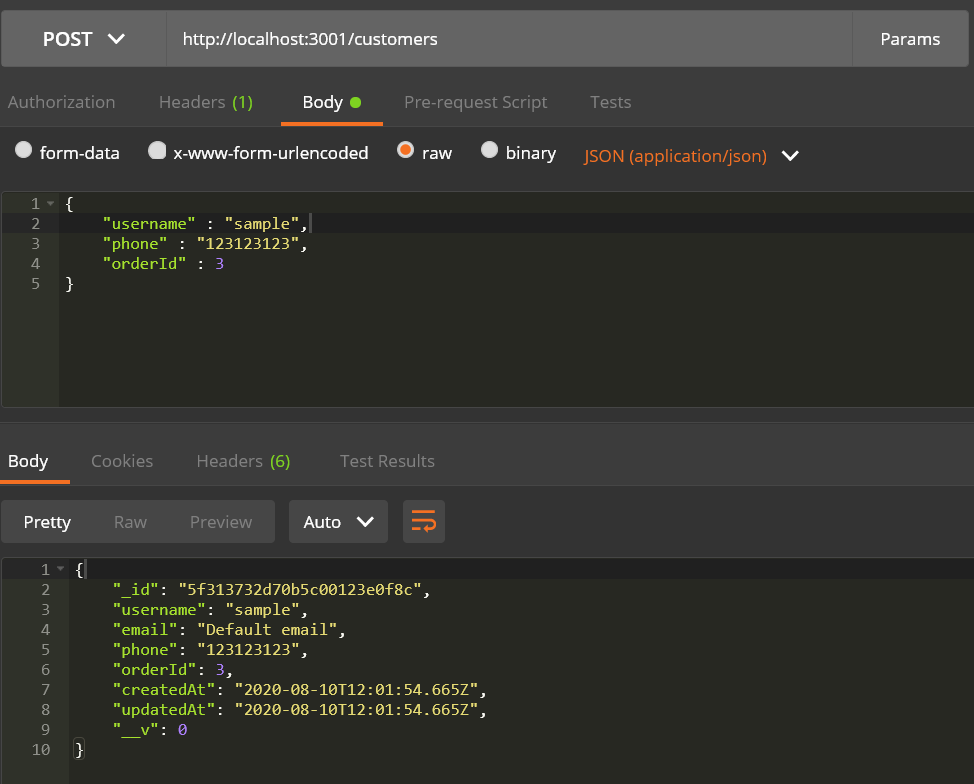 POST http://localhost:3001/customers Params
Authorization Headers (1) Body Pre-request Script Tests
form-data x-www-form-urlencoded raw binary JSON (application/json)
1 {
2 "username" : "sample",
3 "phone" : "123123123",
4 "orderId" : 3
5 }
Body Cookies Headers (6) Test Results
Pretty Raw Preview Auto
1 {
2 "_id": "5f313732d70b5c00123e0f8c",
3 "username": "sample",
4 "email": "Default email",
5 "phone": "123123123",
6 "orderId": 3,
7 "createdAt": "2020-08-10T12:01:54.665Z",
8 "updatedAt": "2020-08-10T12:01:54.665Z",
9 "__v": 0
10 }